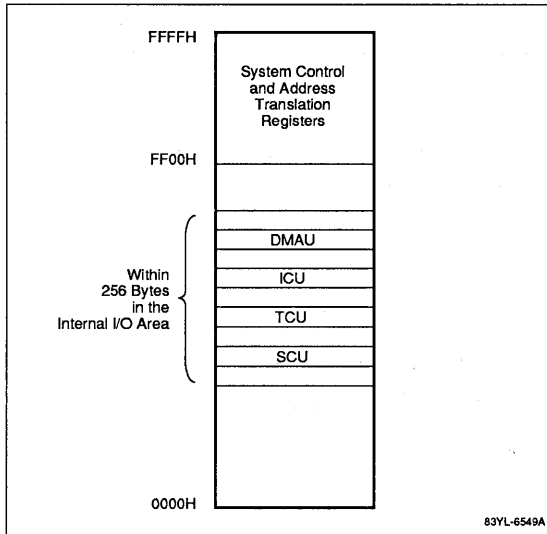 FFFFH
System Control
and Address
Translation
Registers
FF00H
DMAU
Within
256 Bytes
in the
Internal I/O Area
ICU
TCU
SCU
0000H
83YL-6549A